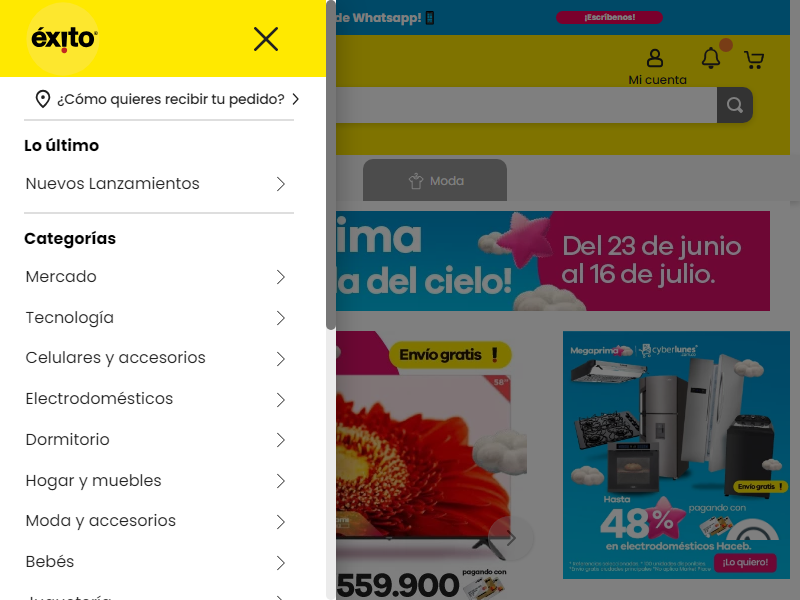 éxito
¿Cómo quieres recibir tu pedido?
Lo último
Nuevos Lanzamientos
Categorías
Mercado
Tecnología
Celulares y accesorios
Electrodomésticos
Dormitorio
Hogar y muebles
Moda y accesorios
Bebés
Juguetería
de Whatsapp!
¡Escríbenos!
Mi cuenta
Moda
ima
a del cielo!
Del 23 de junio
al 16 de julio.
Envío gratis !
58"
pagando con
559.900
Megaprima
cyberlunes
Envío gratis !
Hasta
48%
pagando con
en electrodomésticos Haceb.
¡Lo quiero!